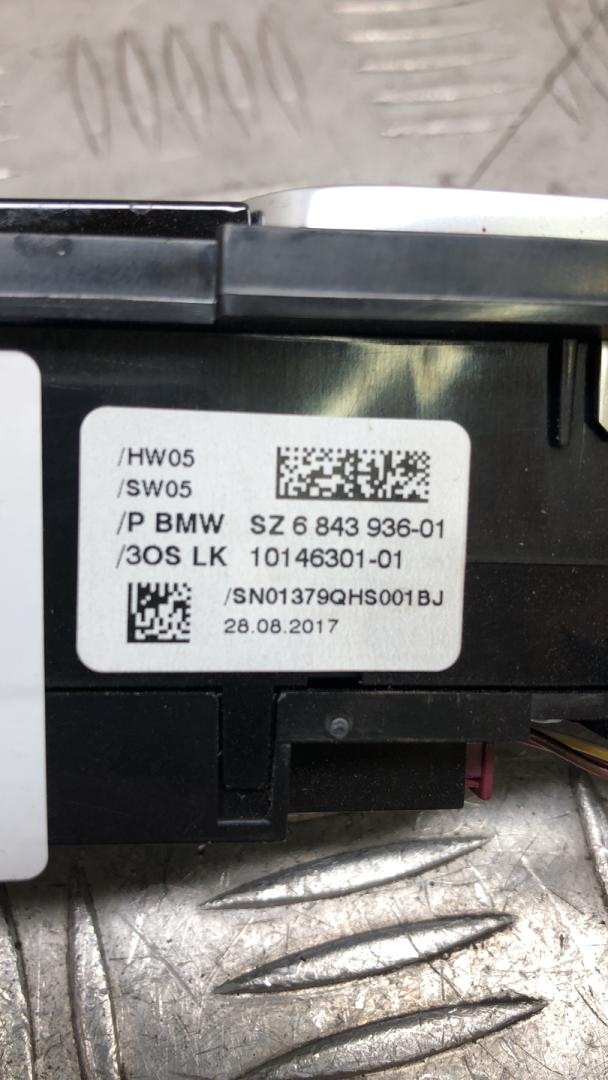 /HW05
/SW05
/P BMW SZ 6 843 936-01
/3OS LK 10146301-01
/SN01379QHS001BJ
28.08.2017